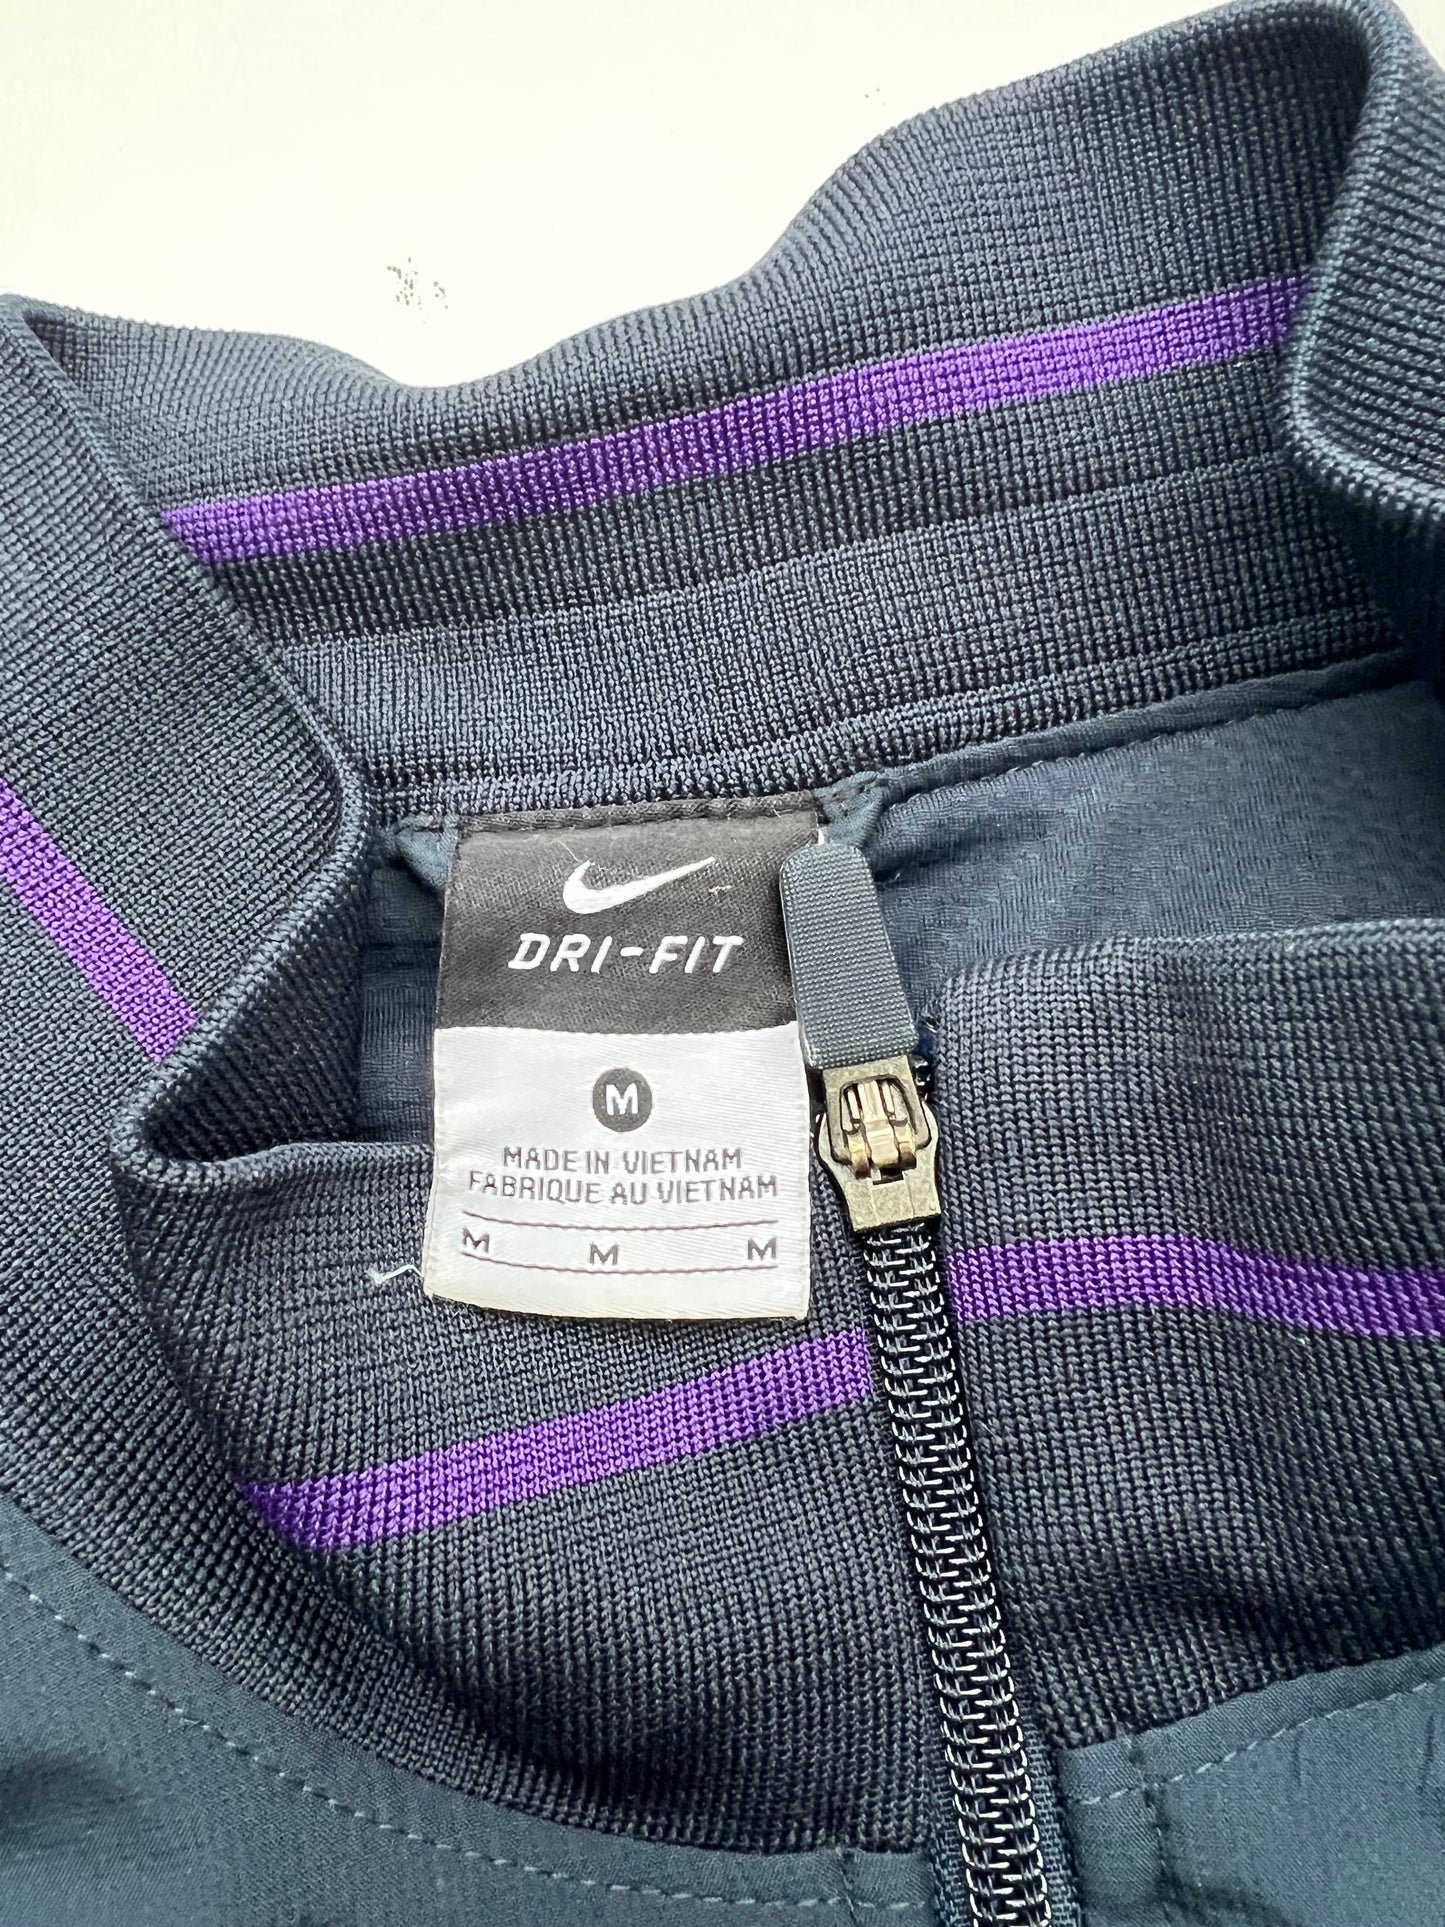 DRI-FIT
M
MADE IN VIETNAM
FABRIQUE AU VIETNAM
M M M